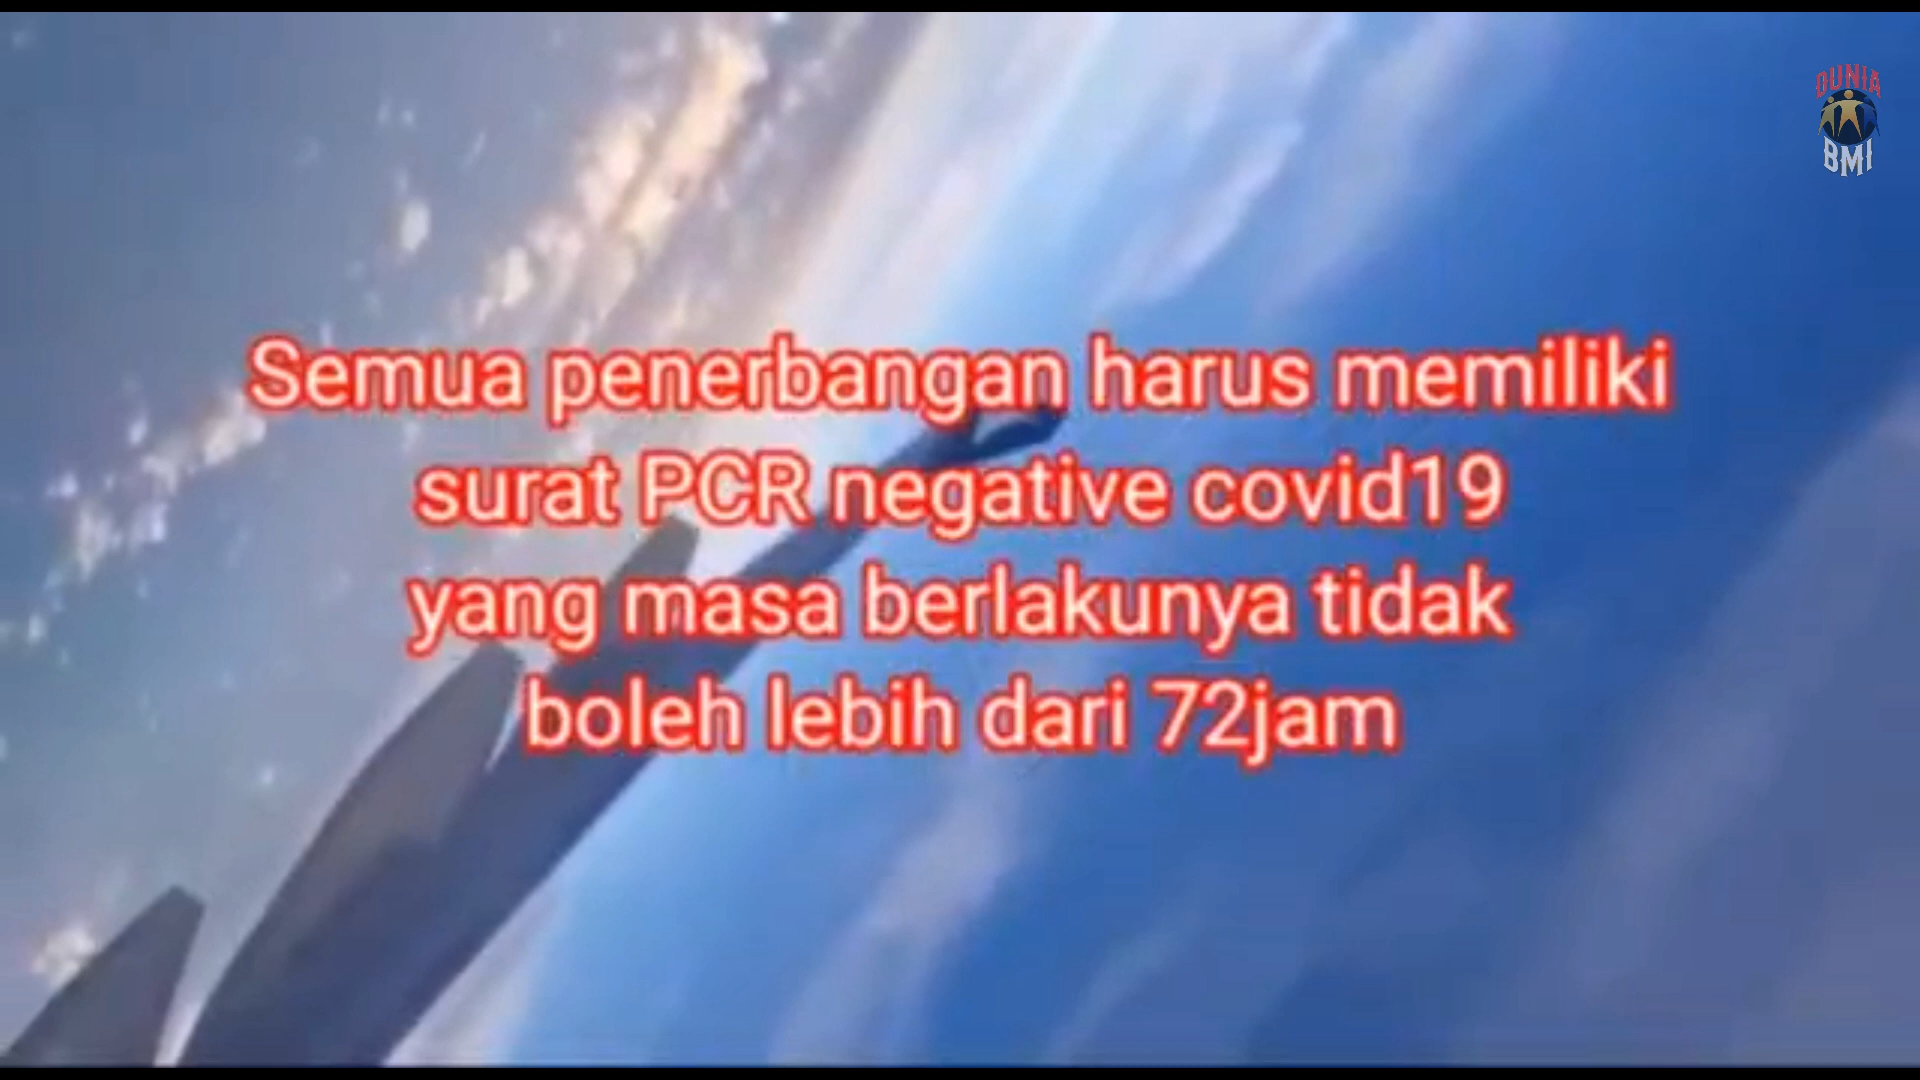 DUNIA
BMI
Semua penerbangan harus memiliki
surat PCR negative covid19
yang masa berlakunya tidak
boleh lebih dari 72jam